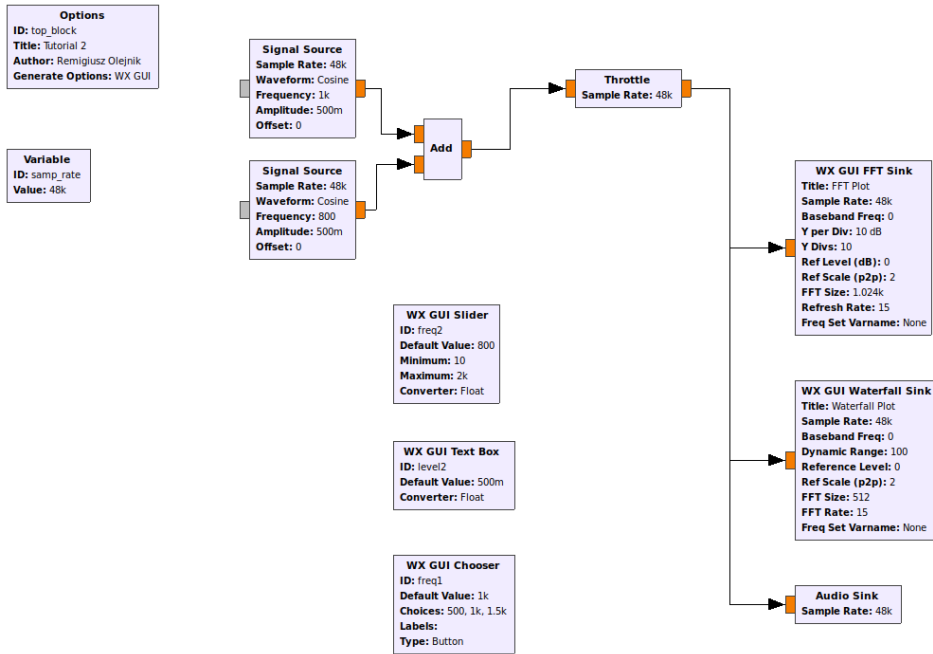 Options
ID: top_block
Title: Tutorial 2
Author: Remigiusz Olejnik
Generate Options: WX GUI
Variable
ID: samp_rate
Value: 48k
Signal Source
Sample Rate: 48k
Waveform: Cosine
Frequency: 1k
Amplitude: 500m
Offset: 0
Signal Source
Sample Rate: 48k
Waveform: Cosine
Frequency: 800
Amplitude: 500m
Offset: 0
Add
Throttle
Sample Rate: 48k
WX GUI Slider
ID: freq2
Default Value: 800
Minimum: 10
Maximum: 2k
Converter: Float
WX GUI Text Box
ID: level2
Default Value: 500m
Converter: Float
WX GUI Chooser
ID: freq1
Default Value: 1k
Choices: 500, 1k, 1.5k
Labels:
Type: Button
WX GUI FFT Sink
Title: FFT Plot
Sample Rate: 48k
Baseband Freq: 0
Y per Div: 10 dB
Y Divs: 10
Ref Level (dB): 0
Ref Scale (p2p): 2
FFT Size: 1.024k
Refresh Rate: 15
Freq Set Varname: None
WX GUI Waterfall Sink
Title: Waterfall Plot
Sample Rate: 48k
Baseband Freq: 0
Dynamic Range: 100
Reference Level: 0
Ref Scale (p2p): 2
FFT Size: 512
FFT Rate: 15
Freq Set Varname: None
Audio Sink
Sample Rate: 48k